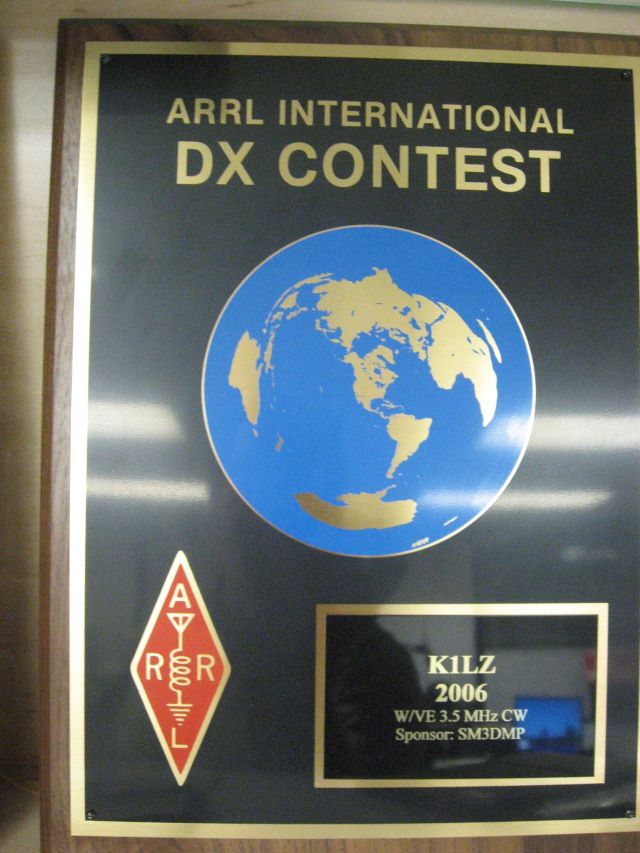 ARRL INTERNATIONAL
DX CONTEST
A
R R
L
K1LZ
2006
W/VE 3.5 MHz CW
Sponsor: SM3DMP